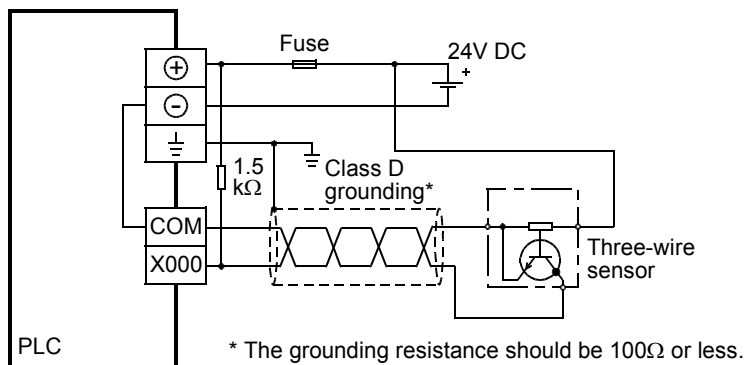 Fuse
24V DC
+
+
-
1.5
kΩ
Class D
grounding*
COM
X000
Three-wire
sensor
PLC
* The grounding resistance should be 100Ω or less.